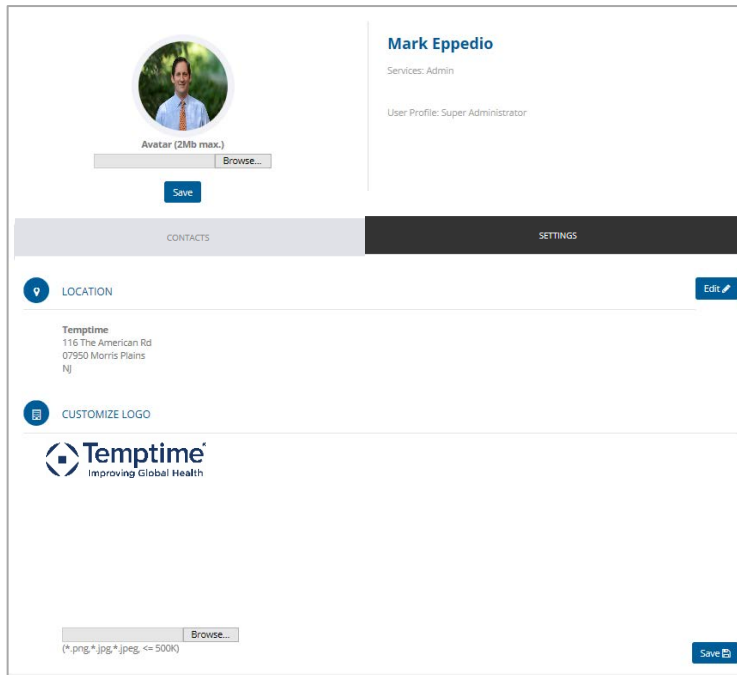 Mark Eppedio
Services: Admin
User Profile: Super Administrator
Avatar (2Mb max.)
Browse...
Save
CONTACTS
SETTINGS
LOCATION
Edit
Temptime
116 The American Rd
07950 Morris Plains
NJ
CUSTOMIZE LOGO
Temptime
Improving Global Health
Browse...
(*.png,*.jpg,*.jpeg, <= 500K)
Save